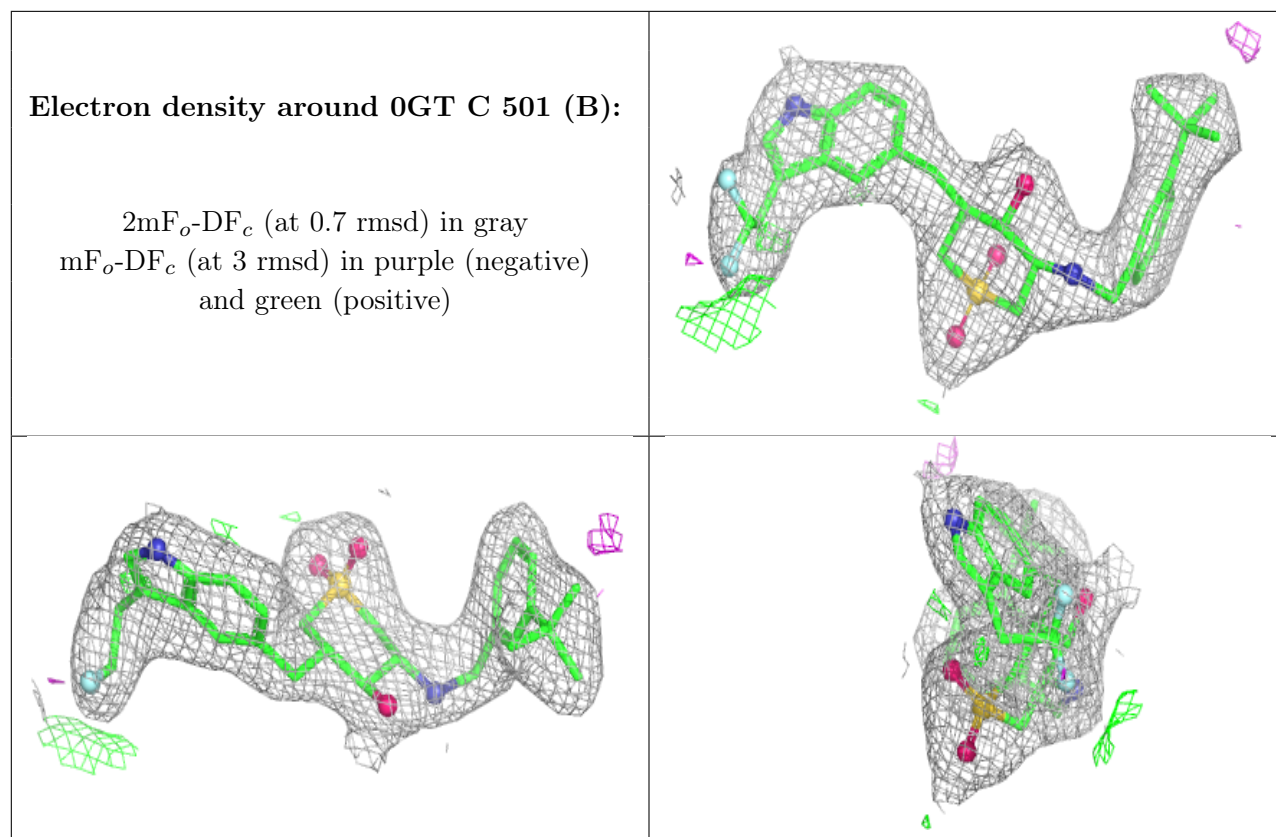 Electron density around 0GT C 501 (B):
2mFo-DFc (at 0.7 rmsd) in gray
mFo-DFc (at 3 rmsd) in purple (negative)
and green (positive)